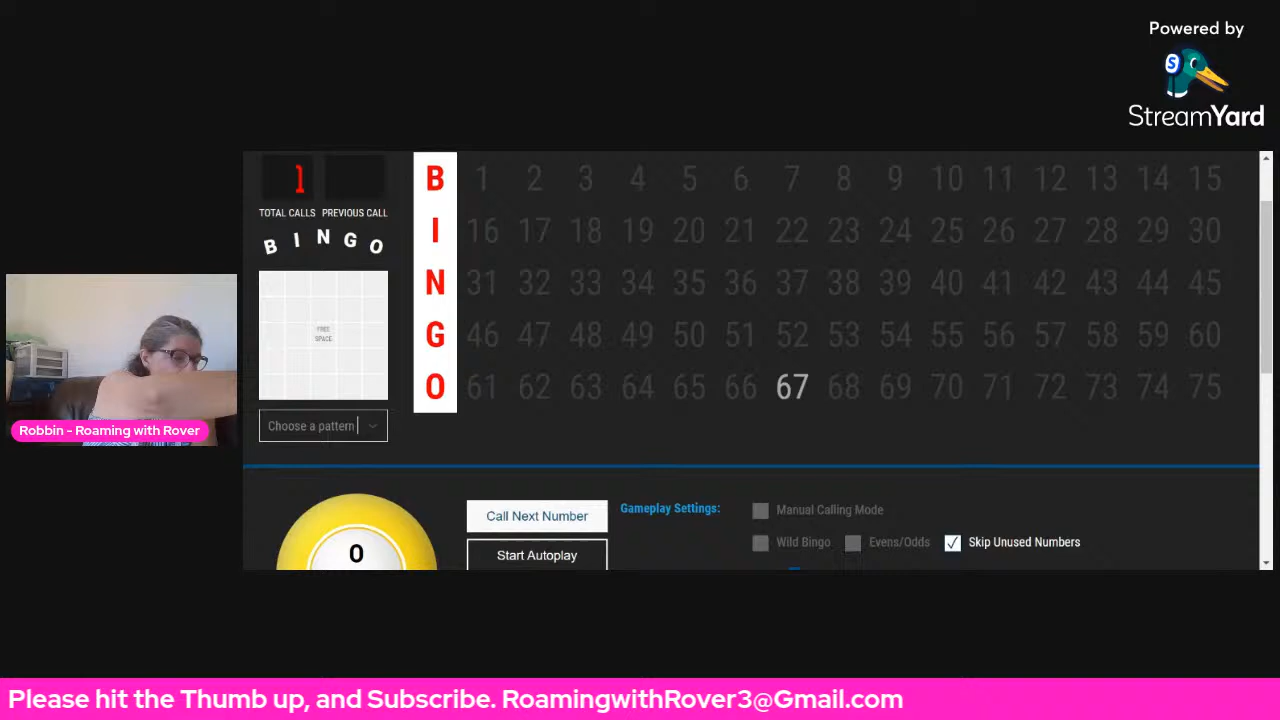 Powered by
S
StreamYard
1
TOTAL CALLS PREVIOUS CALL
B I N G O
FREE
SPACE
Choose a pattern
B 1 2 3 4 5 6 7 8 9 10 11 12 13 14 15
I 16 17 18 19 20 21 22 23 24 25 26 27 28 29 30
N 31 32 33 34 35 36 37 38 39 40 41 42 43 44 45
G 46 47 48 49 50 51 52 53 54 55 56 57 58 59 60
O 61 62 63 64 65 66 67 68 69 70 71 72 73 74 75
Robbin - Roaming with Rover
O
Call Next Number
Start Autoplay
Gameplay Settings:
Manual Calling Mode
Wild Bingo Evens/Odds Skip Unused Numbers
Please hit the Thumb up, and Subscribe. RoamingwithRover3@Gmail.com